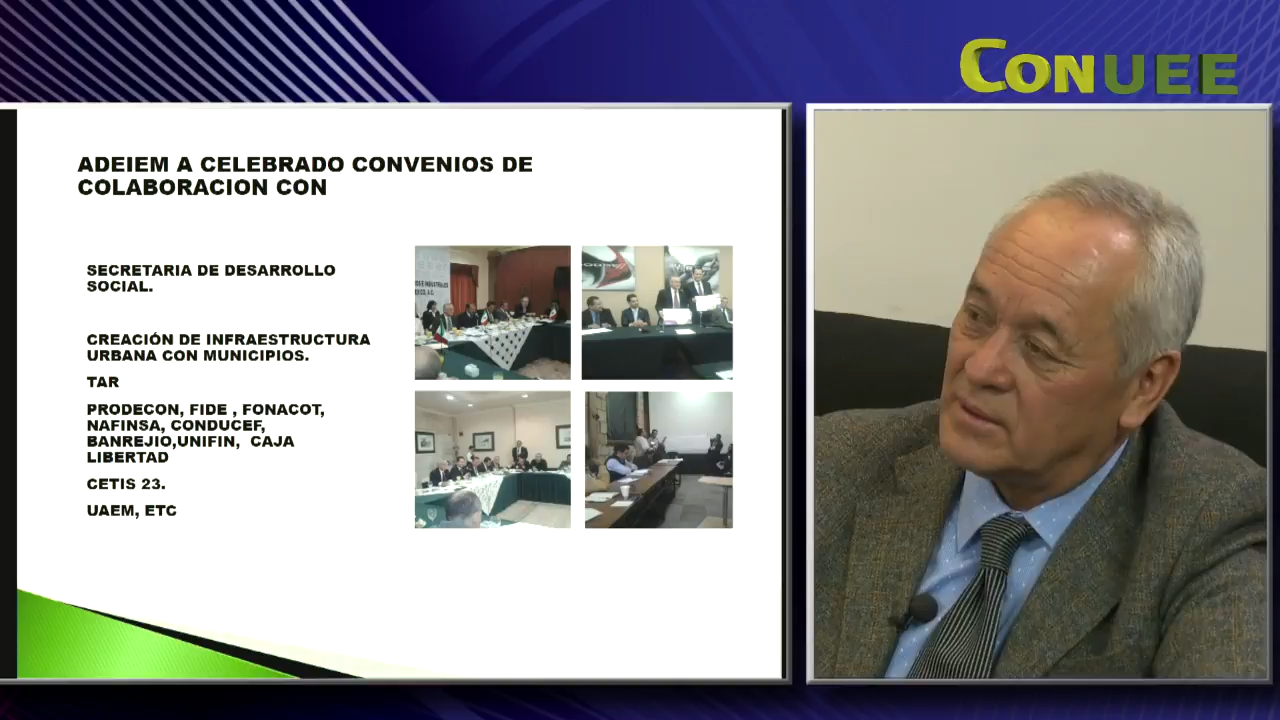 CONUEE
ADEIEM A CELEBRADO CONVENIOS DE
COLABORACION CON
SECRETARIA DE DESARROLLO
SOCIAL.
CREACIÓN DE INFRAESTRUCTURA
URBANA CON MUNICIPIOS.
TAR
PRODECON, FIDE , FONACOT,
NAFINSA, CONDUCEF,
BANREJIO,UNIFIN, CAJA
LIBERTAD
CETIS 23.
UAEM, ETC